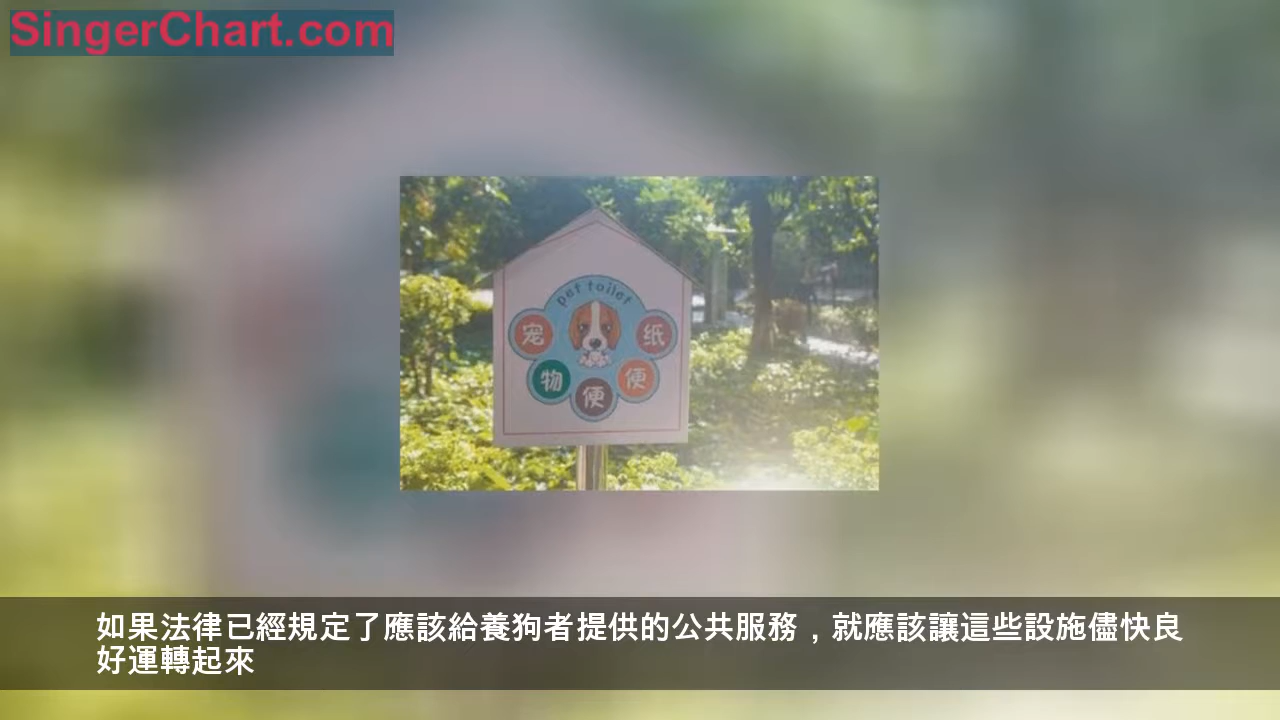 SingerChart.com
pet toilet
宠物便便纸
如果法律已經規定了應該給養狗者提供的公共服務，就應該讓這些設施儘快良
好運轉起來